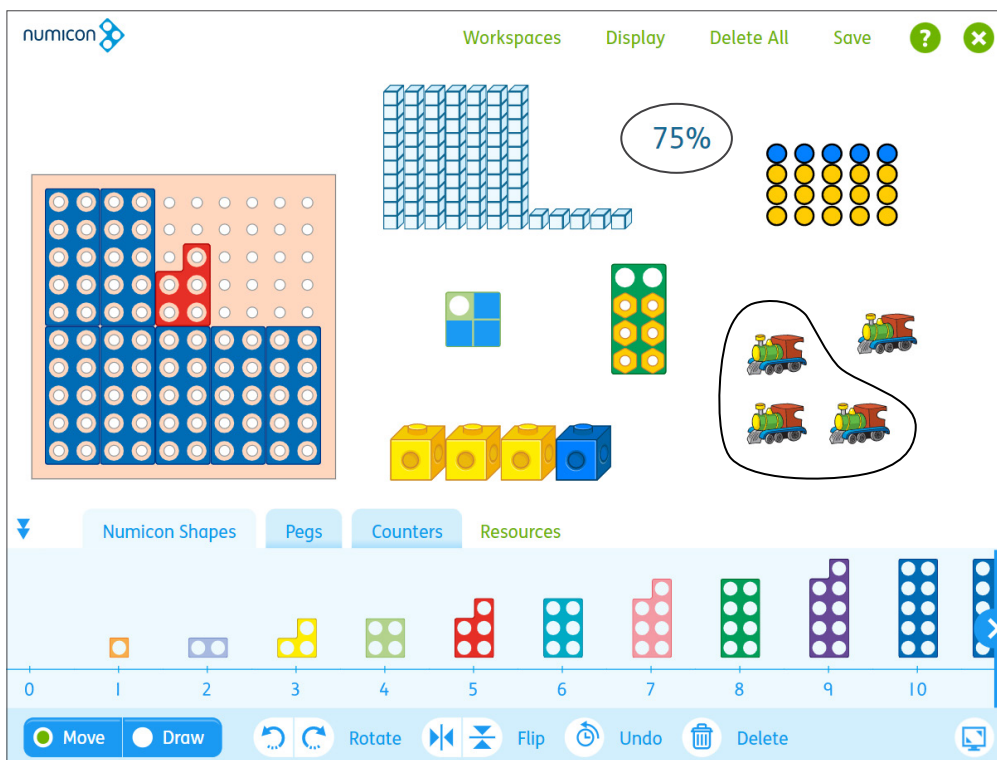 numicon
Workspaces Display Delete All Save ?
75%
Numicon Shapes Pegs Counters Resources
0 1 2 3 4 5 6 7 8 9 10
Move Draw Rotate Flip Undo Delete